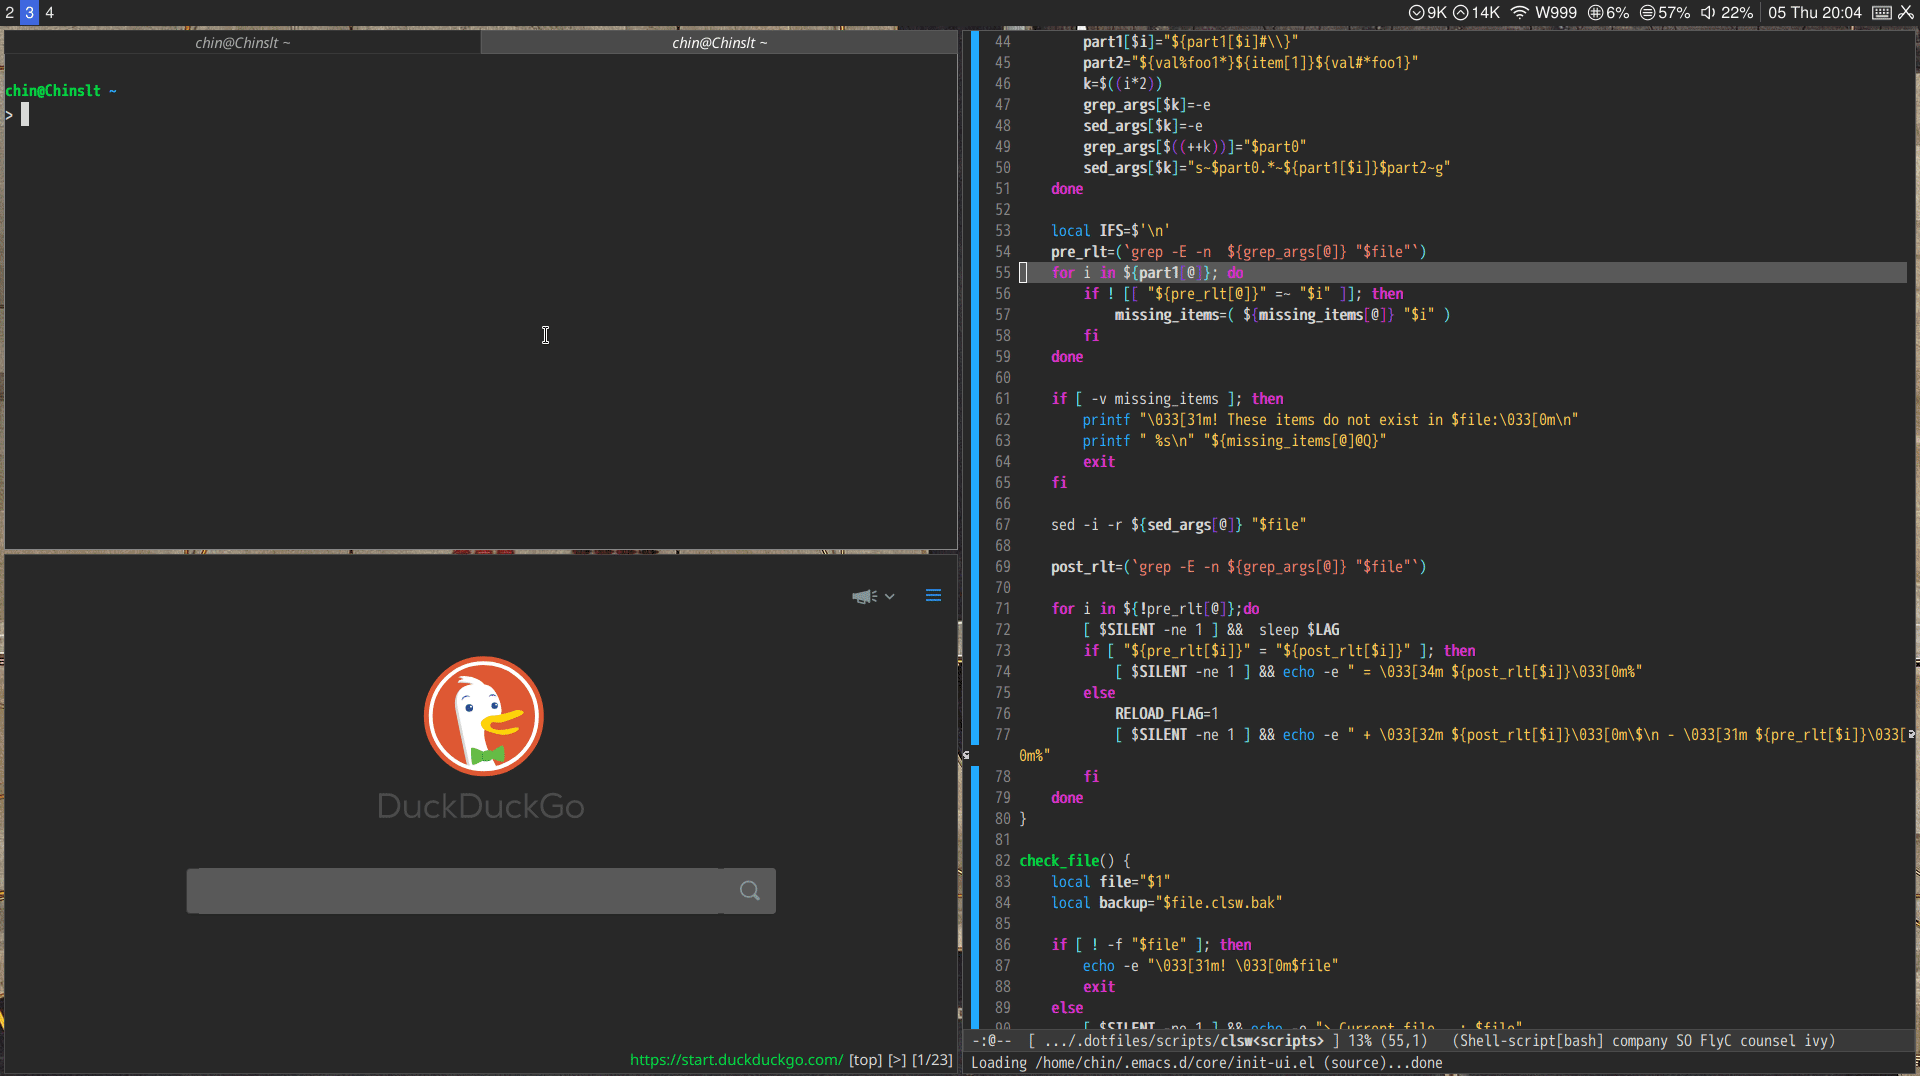 2 3 4
9K 14K W999 6% 57% 22% 05 Thu 20:04
chin@Chinslt ~ chin@Chinslt ~
chin@Chinslt ~
>
DuckDuckGo
https://start.duckduckgo.com/ [top] [>] [1/23]
44 part1[$i]="${part1[$i]#\\}"
45 part2="${val%foo1*}${item[1]}${val#*foo1}"
46 k=$((i*2))
47 grep_args[$k]=-e
48 sed_args[$k]=-e
49 grep_args[$((++k))]="$part0"
50 sed_args[$k]="s~$part0.*~${part1[$i]}$part2~g"
51 done
52
53 local IFS=$'\n'
54 pre_rlt=(`grep -E -n  ${grep_args[@]} "$file"`)
55 for i in ${part1[@]}; do
56 if ! [[ "${pre_rlt[@]}" =~ "$i" ]]; then
57 missing_items=( ${missing_items[@]} "$i" )
58 fi
59 done
60
61 if [ -v missing_items ]; then
62 printf "\033[31m! These items do not exist in $file:\033[0m\n"
63 printf " %s\n" "${missing_items[@]@Q}"
64 exit
65 fi
66
67 sed -i -r ${sed_args[@]} "$file"
68
69 post_rlt=(`grep -E -n ${grep_args[@]} "$file"`)
70
71 for i in ${!pre_rlt[@]};do
72 [ $SILENT -ne 1 ] &&  sleep $LAG
73 if [ "${pre_rlt[$i]}" = "${post_rlt[$i]}" ]; then
74 [ $SILENT -ne 1 ] && echo -e " = \033[34m ${post_rlt[$i]}\033[0m%"
75 else
76 RELOAD_FLAG=1
77 [ $SILENT -ne 1 ] && echo -e " + \033[32m ${post_rlt[$i]}\033[0m\$\n - \033[31m ${pre_rlt[$i]}\033[
0m%"
78 fi
79 done
80 }
81
82 check_file() {
83 local file="$1"
84 local backup="$file.clsw.bak"
85
86 if [ ! -f "$file" ]; then
87 echo -e "\033[31m! \033[0m$file"
88 exit
89 else
90 [ $SILENT -ne 1 ] && echo -e "> Current file   : $file"
-:@--  [ .../.dotfiles/scripts/clsw<scripts> ] 13% (55,1)   (Shell-script[bash] company SO FlyC counsel ivy)
Loading /home/chin/.emacs.d/core/init-ui.el (source)...done